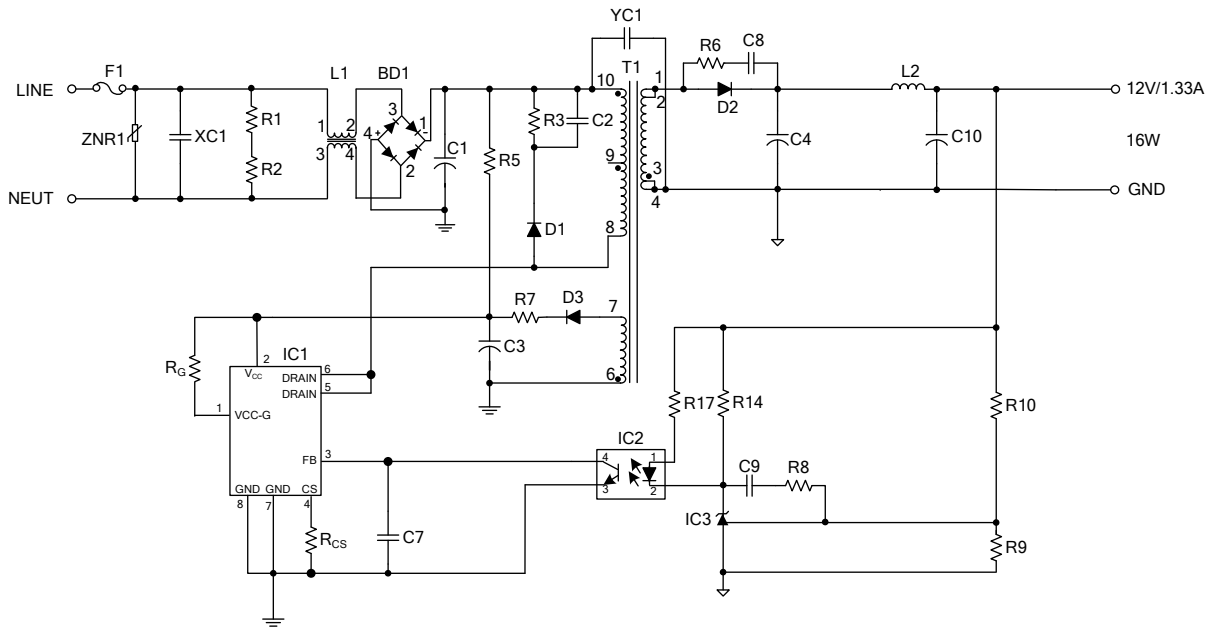 YC1
F1
L1
BD1
T1
R6
C8
L2
LINE
10
1
2
D2
12V/1.33A
ZNR1
XC1
R1
R2
1
2
3
4
3
4
+
1
-
2
C1
R5
R3
C2
9
3
4
C4
C10
16W
NEUT
GND
8
D1
R7
D3
7
C3
6
RG
IC1
2
VCC
DRAIN
6
DRAIN
5
1
VCC-G
R17
R14
R10
IC2
FB
3
4
3
1
2
C9
R8
GND
GND
CS
8
7
4
IC3
RCS
C7
R9